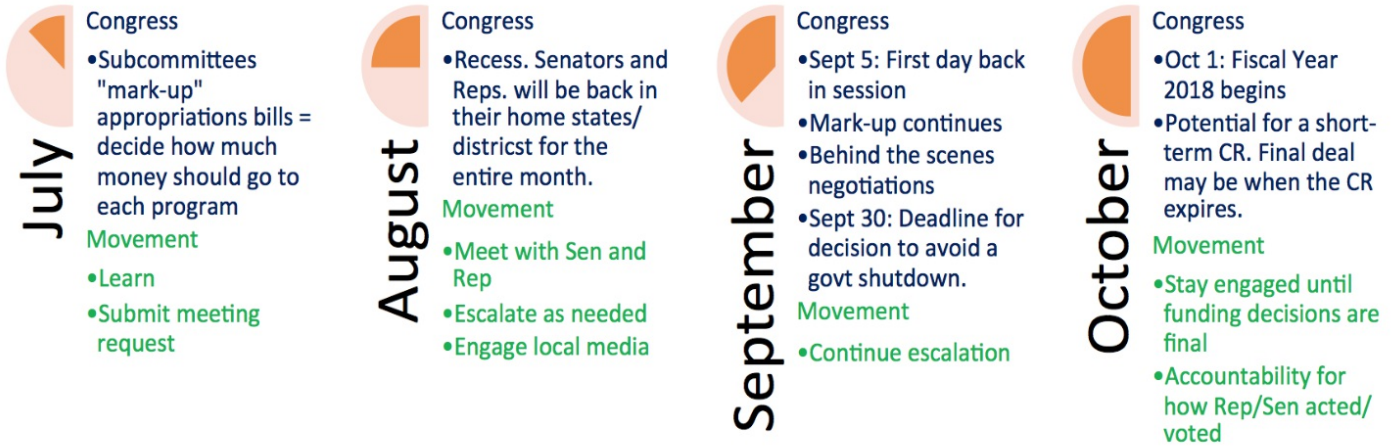 July
Congress
•Subcommittees
"mark-up"
appropriations bills =
decide how much
money should go to
each program
Movement
•Learn
•Submit meeting
request
August
Congress
•Recess. Senators and
Reps. will be back in
their home states/
districst for the
entire month.
Movement
•Meet with Sen and
Rep
•Escalate as needed
•Engage local media
September
Congress
•Sept 5: First day back
in session
•Mark-up continues
•Behind the scenes
negotiations
•Sept 30: Deadline for
decision to avoid a
govt shutdown.
Movement
•Continue escalation
October
Congress
•Oct 1: Fiscal Year
2018 begins
•Potential for a short-
term CR. Final deal
may be when the CR
expires.
Movement
•Stay engaged until
funding decisions are
final
•Accountability for
how Rep/Sen acted/
voted